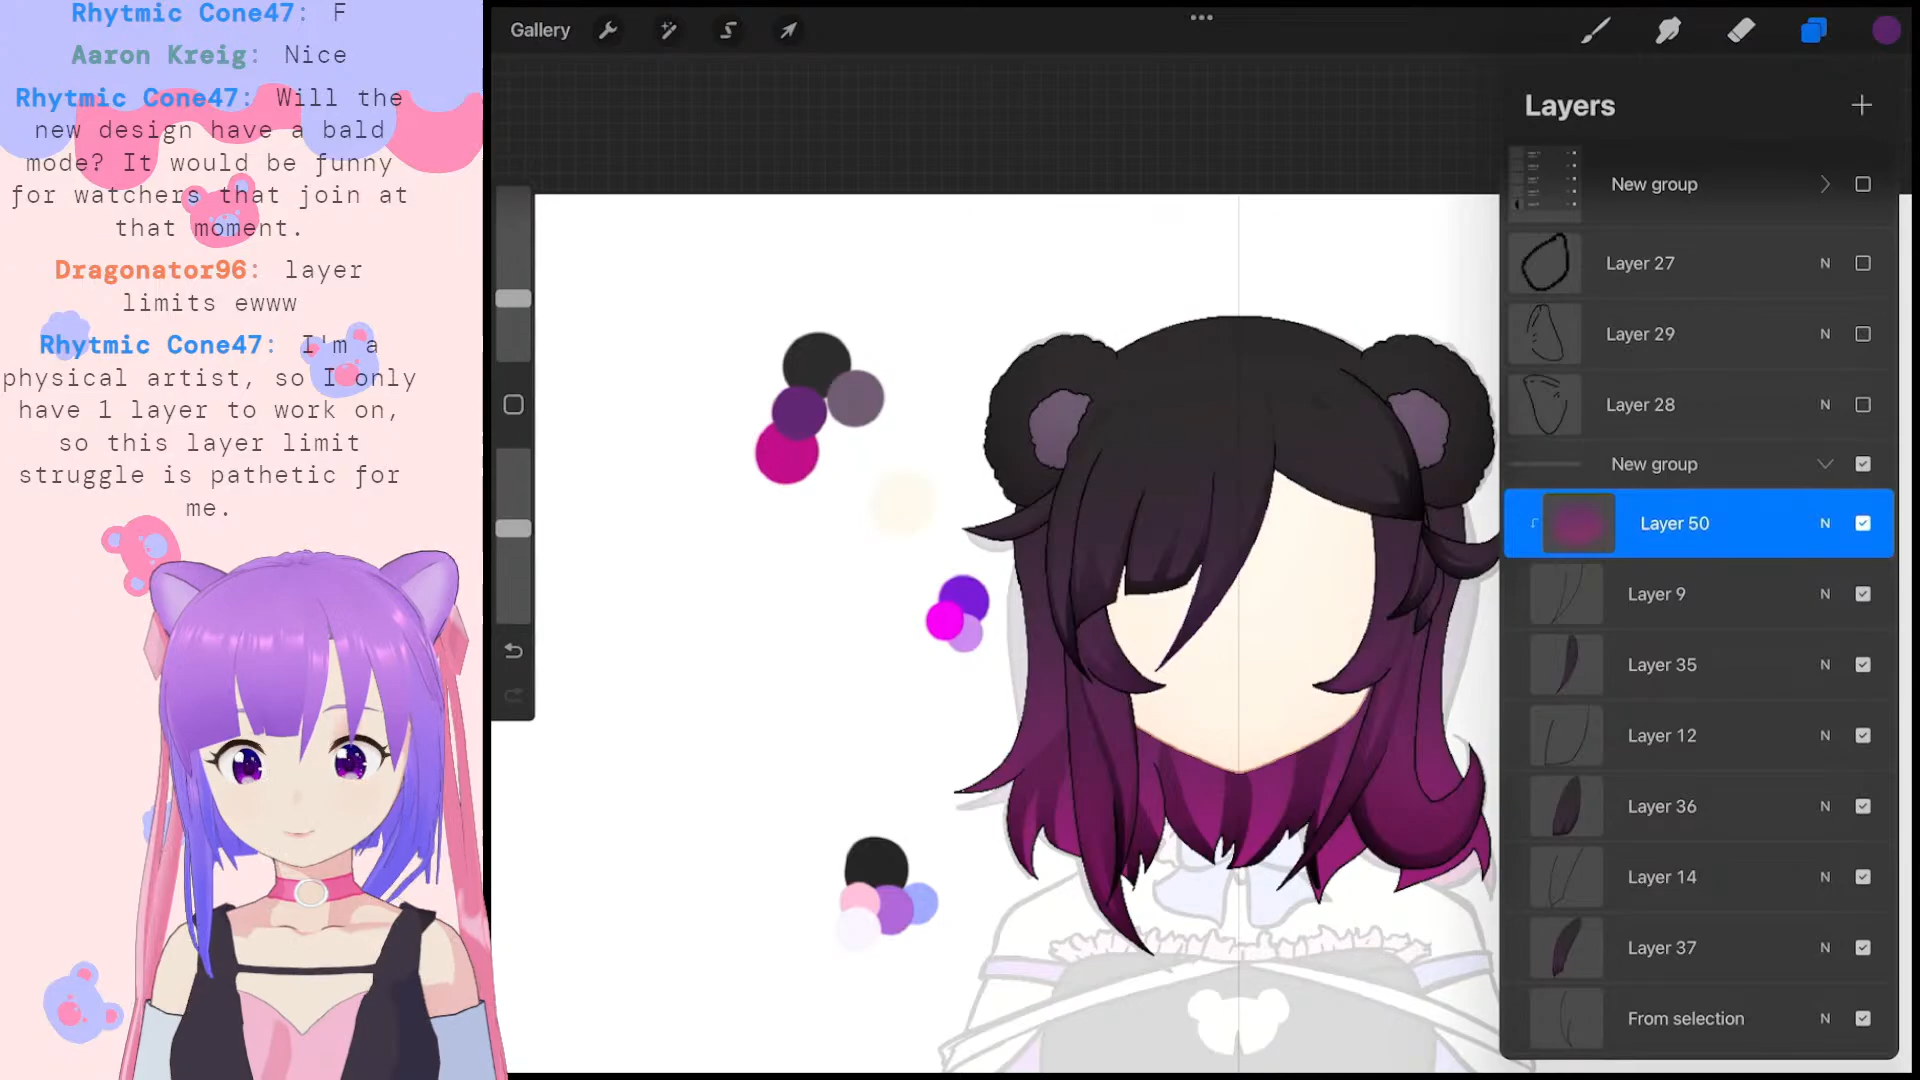 Rhytmic Cone47: F
Aaron Kreig: Nice
Rhytmic Cone47: Will the
new design have a bald
mode? It would be funny
for watchers that join at
that moment.
Dragonator96: layer
limits ewww
Rhytmic Cone47: I'm a
physical artist, so I only
have 1 layer to work on,
so this layer limit
struggle is pathetic for
me.
Gallery
Layers
New group
Layer 27 N
Layer 29 N
Layer 28 N
New group
Layer 50 N
Layer 9 N
Layer 35 N
Layer 12 N
Layer 36 N
Layer 14 N
Layer 37 N
From selection N